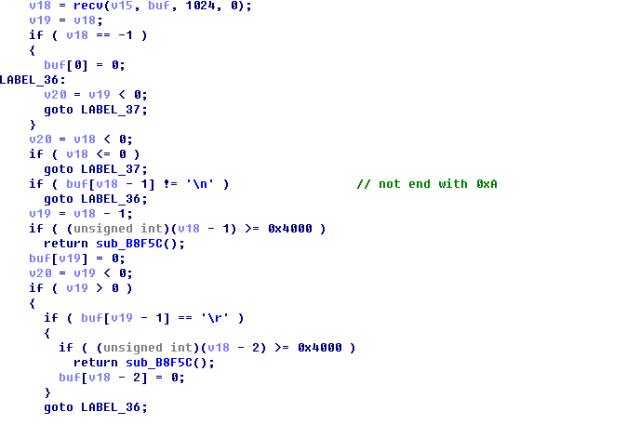 v18 = recv(v15, buf, 1024, 0);
v19 = v18;
if ( v18 == -1 )
{
buf[0] = 0;
LABEL_36:
v20 = v19 < 0;
goto LABEL_37;
}
v20 = v18 < 0;
if ( v18 <= 0 )
goto LABEL_37;
if ( buf[v18 - 1] != '\n' ) // not end with 0xA
goto LABEL_36;
v19 = v18 - 1;
if ( (unsigned int)(v18 - 1) >= 0x4000 )
return sub_B8F5C();
buf[v19] = 0;
v20 = v19 < 0;
if ( v19 > 0 )
{
if ( buf[v19 - 1] == '\r' )
{
if ( (unsigned int)(v18 - 2) >= 0x4000 )
return sub_B8F5C();
buf[v18 - 2] = 0;
}
goto LABEL_36;